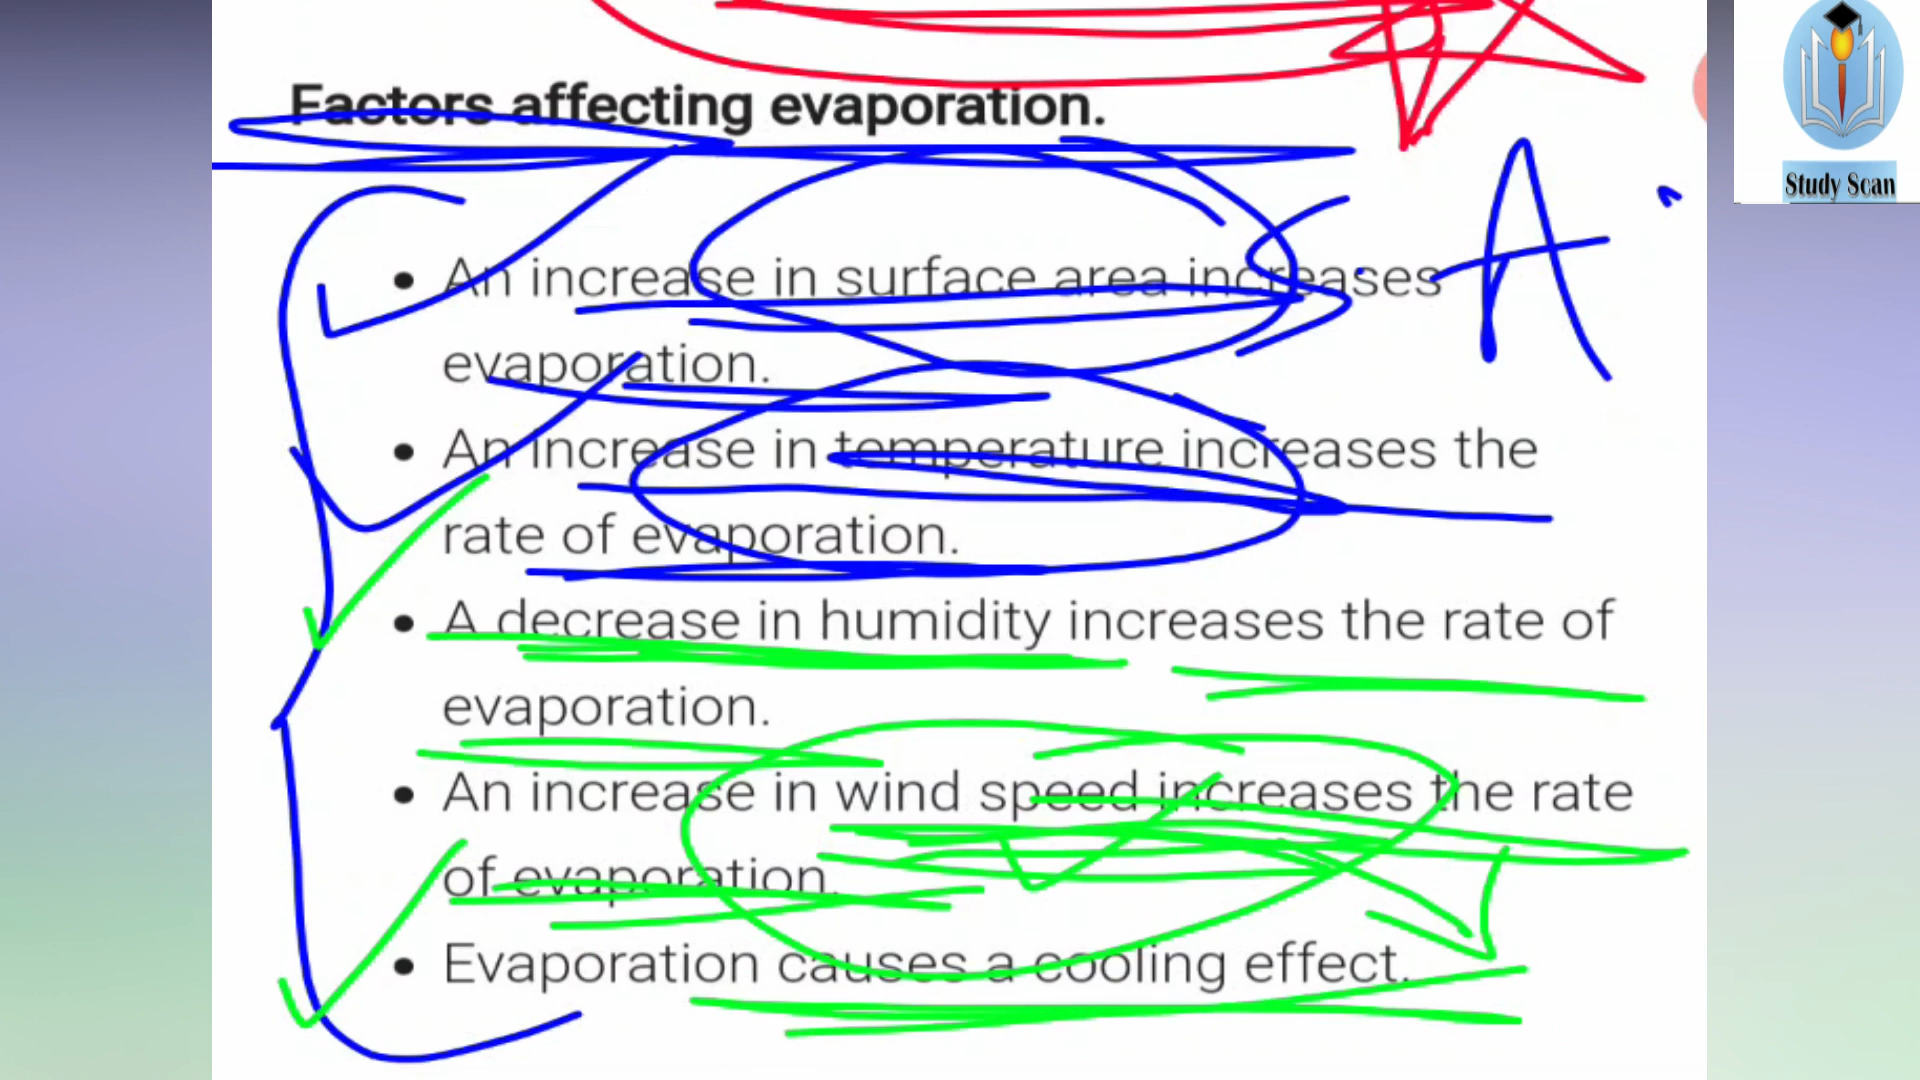 Factors affecting evaporation.
• An increase in surface area increases
evaporation.
• An increase in temperature increases the
rate of evaporation.
• A decrease in humidity increases the rate of
evaporation.
• An increase in wind speed increases the rate
of evaporation.
• Evaporation causes a cooling effect.
A
Study Scan